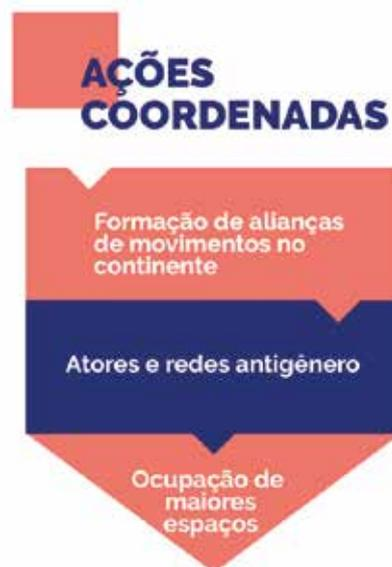 AÇÕES
COORDENADAS
Formação de alianças
de movimentos no
continente
Atores e redes antigênero
Ocupação de
maiores
espaços